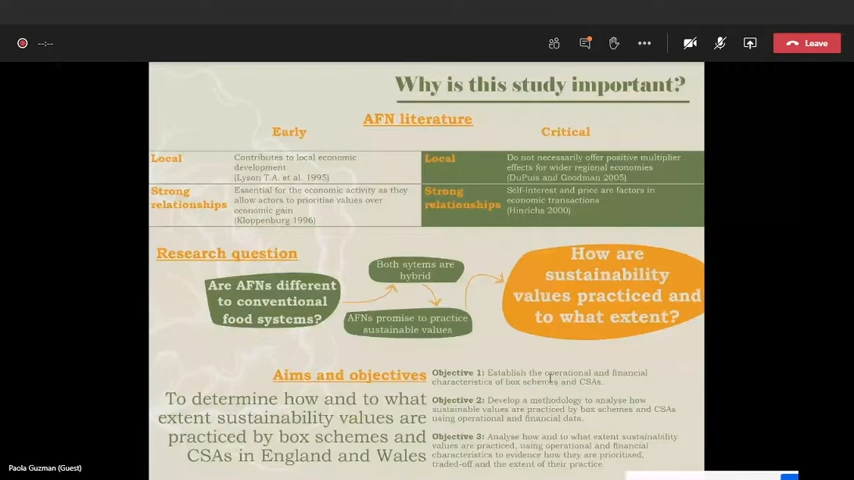 --:--
Leave
Why is this study important?
AFN literature
Early
Critical
Local
Contributes to local economic
development
(Lyson T.A. et al. 1995)
Local
Do not necessarily offer positive multiplier
effects for wider regional economies
(DuPuis and Goodman 2005)
Strong
relationships
Essential for the economic activity as they
allow actors to prioritise values over
economic gain
(Kloppenburg 1996)
Strong
relationships
Self-interest and price are factors in
economic transactions
(Hinrichs 2000)
Research question
Are AFNs different
to conventional
food systems?
Both sytems are
hybrid
AFNs promise to practice
sustainable values
How are
sustainability
values practiced and
to what extent?
Aims and objectives
To determine how and to what
extent sustainability values are
practiced by box schemes and
CSAs in England and Wales
Objective 1: Establish the operational and financial
characteristics of box schemes and CSAs.
Objective 2: Develop a methodology to analyse how
sustainable values are practiced by box schemes and CSAs
using operational and financial data.
Objective 3: Analyse how and to what extent sustainability
values are practiced, using operational and financial
characteristics to evidence how they are prioritised,
traded-off and the extent of their practice.
Paola Guzman (Guest)